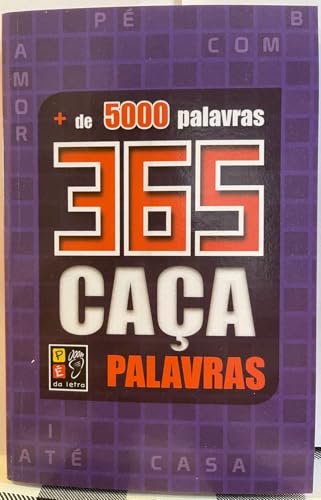 PÉ
B
COM
AMOR
+ de 5000 palavras
365
CAÇA
PALAVRAS
PÉ
da letra
ATÉ
I
CASA